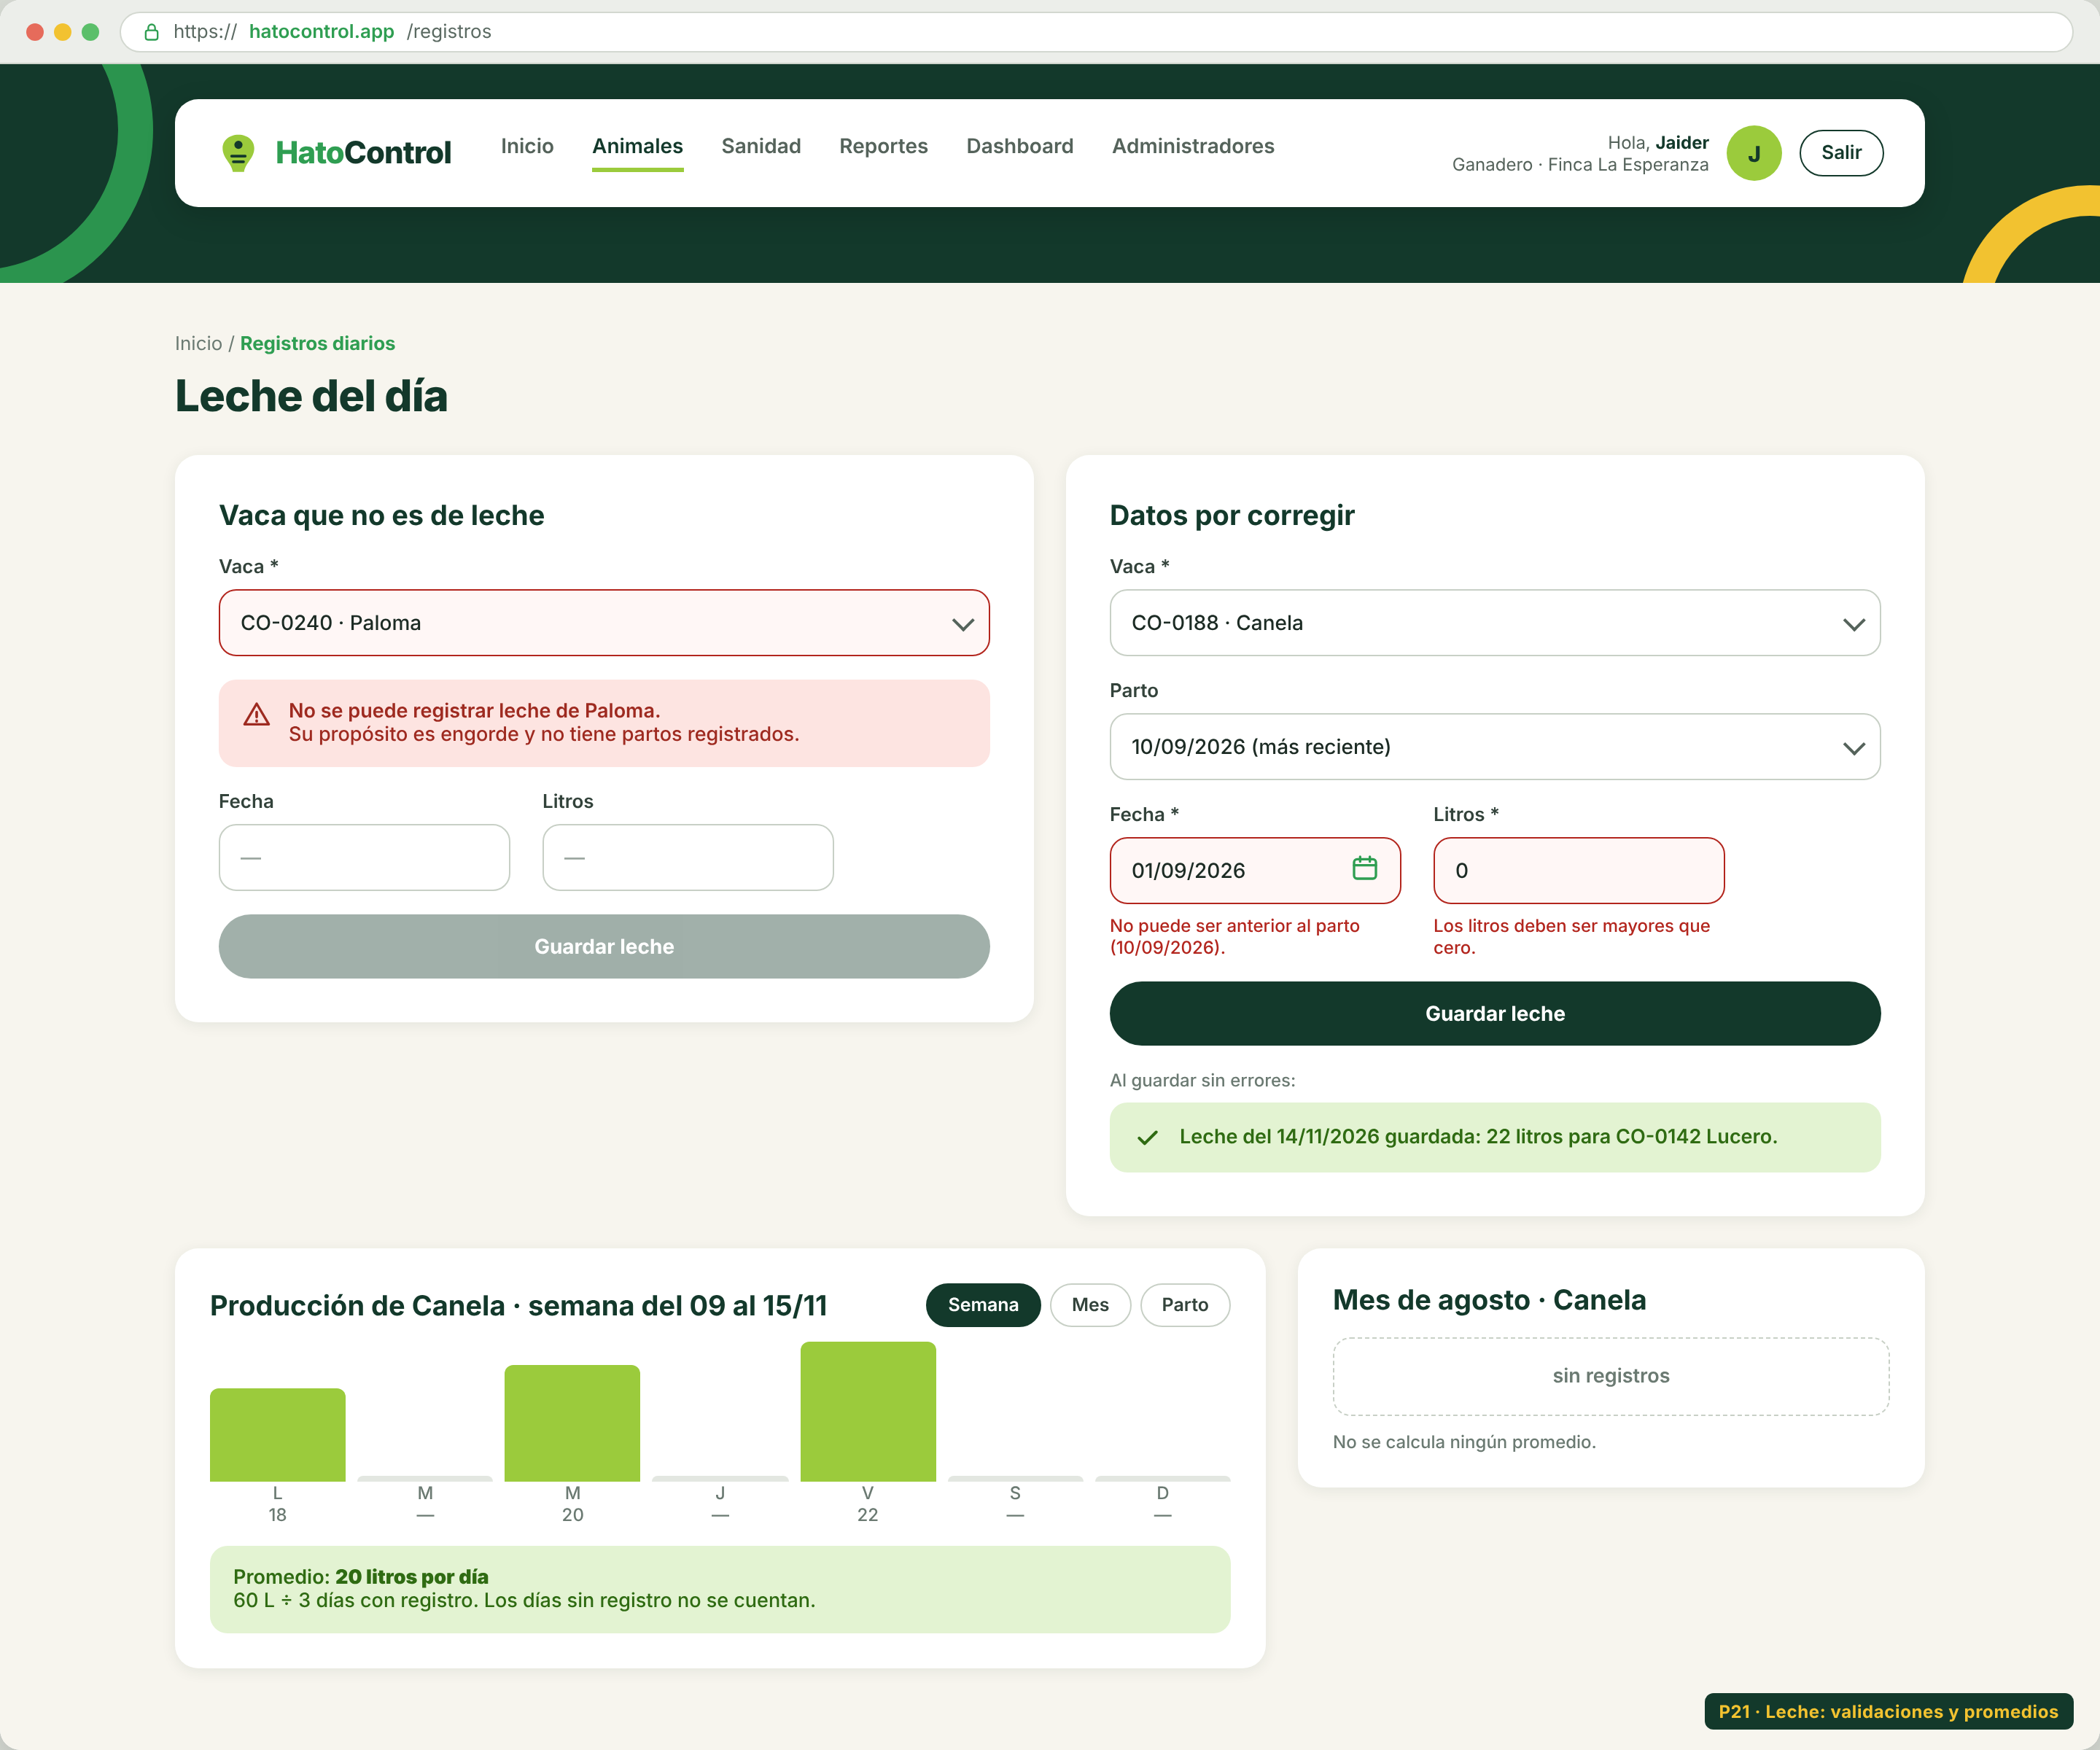 https:// hatocontrol.app /registros
HatoControl
Inicio
Animales
Sanidad
Reportes
Dashboard
Administradores
Hola, Jaider
Ganadero · Finca La Esperanza
J
Salir
Inicio / Registros diarios
Leche del día
Vaca que no es de leche
Vaca *
CO-0240 · Paloma
No se puede registrar leche de Paloma.
Su propósito es engorde y no tiene partos registrados.
Fecha
Litros
—
—
Guardar leche
Datos por corregir
Vaca *
CO-0188 · Canela
Parto
10/09/2026 (más reciente)
Fecha *
Litros *
01/09/2026
0
No puede ser anterior al parto
(10/09/2026).
Los litros deben ser mayores que
cero.
Guardar leche
Al guardar sin errores:
Leche del 14/11/2026 guardada: 22 litros para CO-0142 Lucero.
Producción de Canela · semana del 09 al 15/11
Semana
Mes
Parto
L M M J V S D
18 — 20 — 22 — —
Promedio: 20 litros por día
60 L ÷ 3 días con registro. Los días sin registro no se cuentan.
Mes de agosto · Canela
sin registros
No se calcula ningún promedio.
P21 · Leche: validaciones y promedios